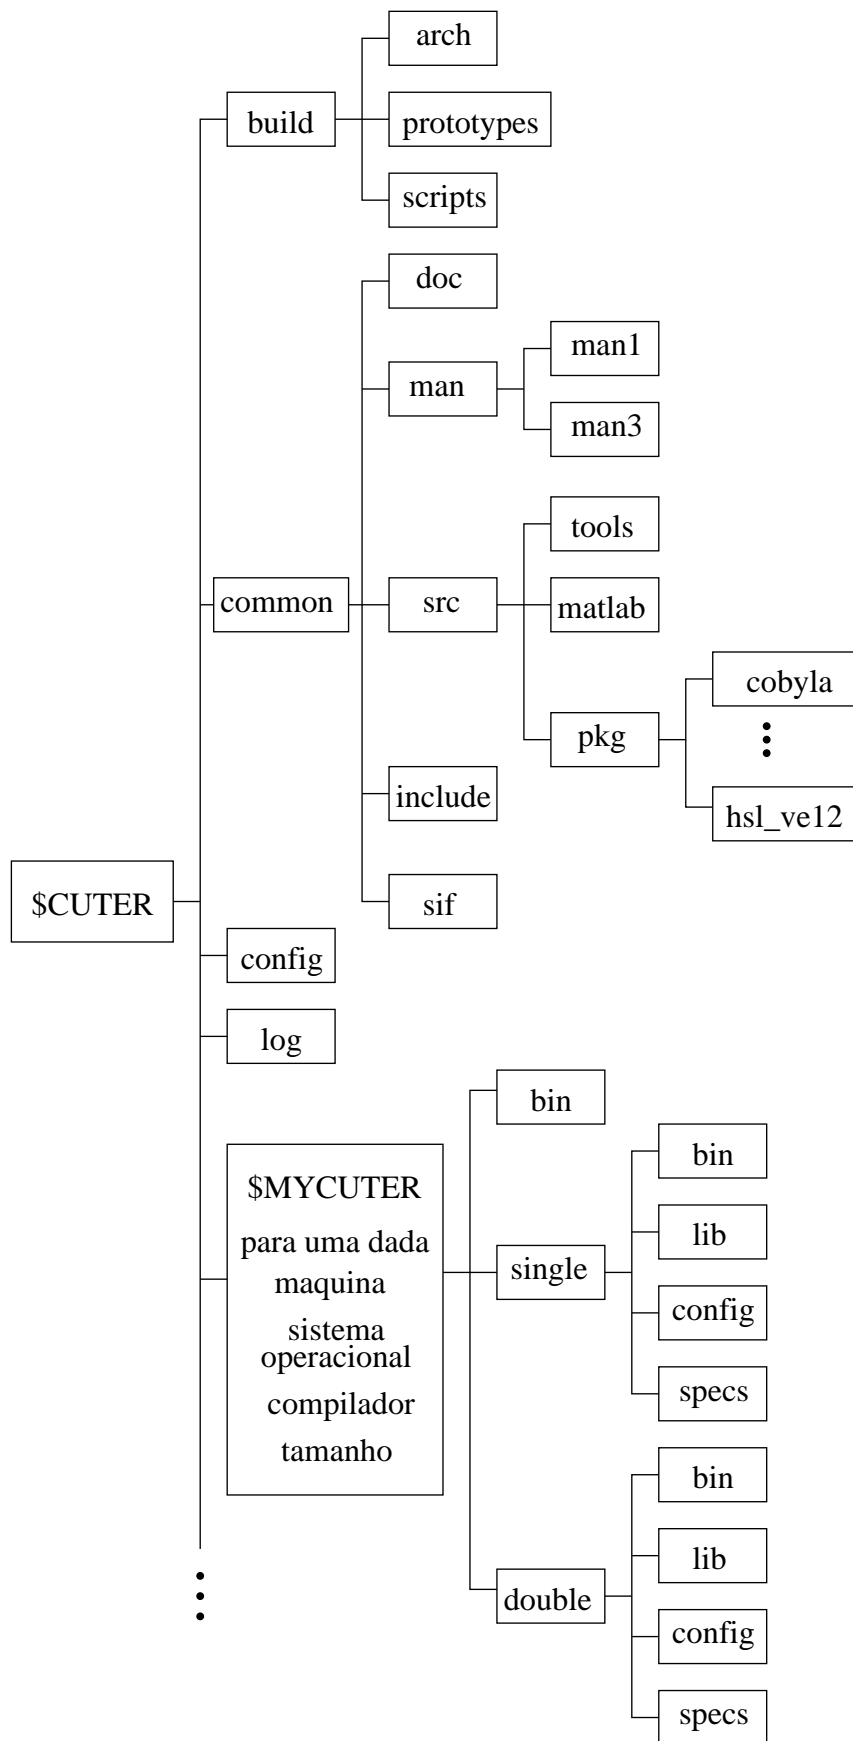 arch
build
prototypes
scripts
doc
man1
man
man3
tools
common
src
matlab
cobyla
pkg
include
hsl_ve12
$CUTER
sif
config
log
bin
$MYCUTER
para uma dada
maquina
sistema
operacional
compilador
tamanho
single
bin
lib
config
specs
double
bin
lib
config
specs